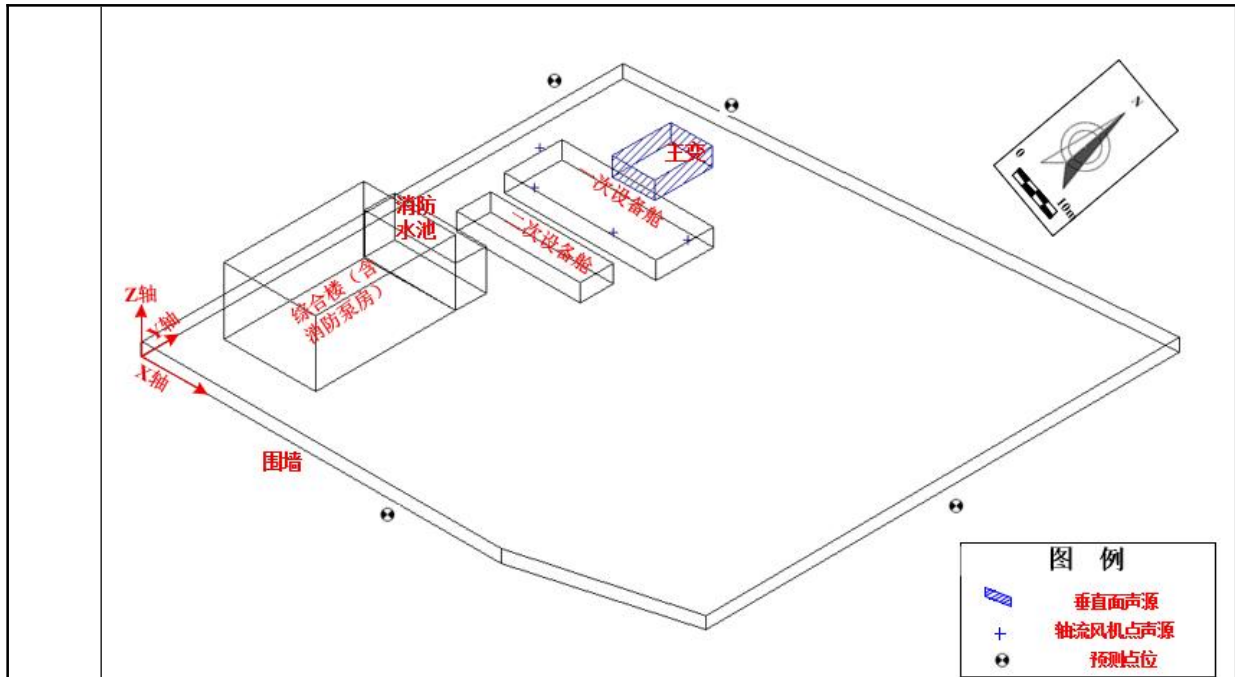 N
0
10m
主变
一次设备舱
消防
水池
二次设备舱
综合楼（含
消防泵房）
Z轴
Y轴
X轴
围墙
图 例
垂直面声源
轴流风机点声源
预测点位